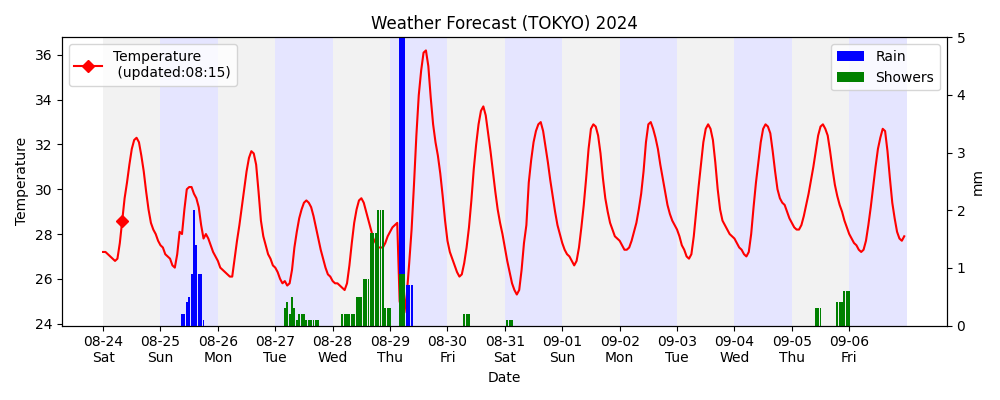 Weather Forecast (TOKYO) 2024
Temperature
(updated:08:15)
Rain
Showers
Temperature
36
34
32
30
28
26
24
5
4
3
2
1
0
mm
08-24 08-25 08-26 08-27 08-28 08-29 08-30 08-31 09-01 09-02 09-03 09-04 09-05 09-06
Sat Sun Mon Tue Wed Thu Fri Sat Sun Mon Tue Wed Thu Fri
Date